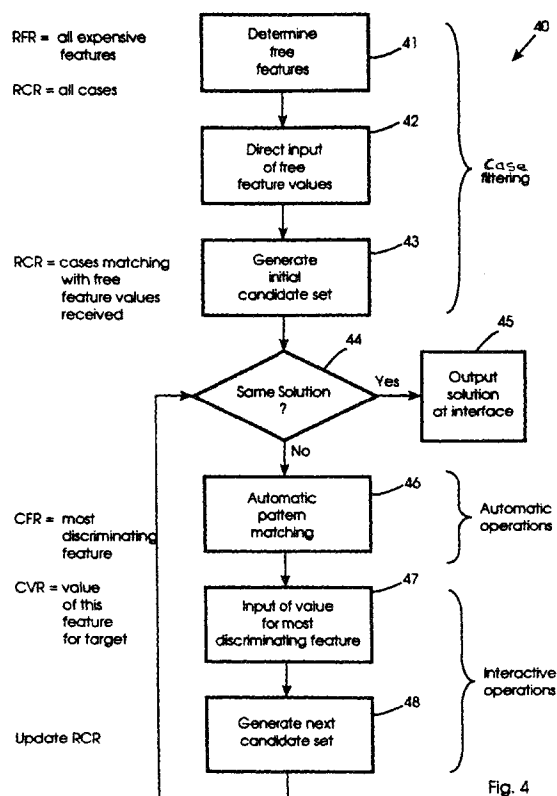 RFR = all expensive
features
RCR = all cases
Determine
free
features
41
40
Direct input
of free
feature values
42
Case
filtering
RCR = cases matching
with free
feature values
received
Generate
initial
candidate set
43
44
Same Solution
?
Yes
45
Output
solution
at interface
No
CFR = most
discriminating
feature
Automatic
pattern
matching
46
Automatic
operations
CVR = value
of this
feature
for target
Input of value
for most
discriminating feature
47
Interactive
operations
Update RCR
Generate next
candidate set
48
Fig. 4